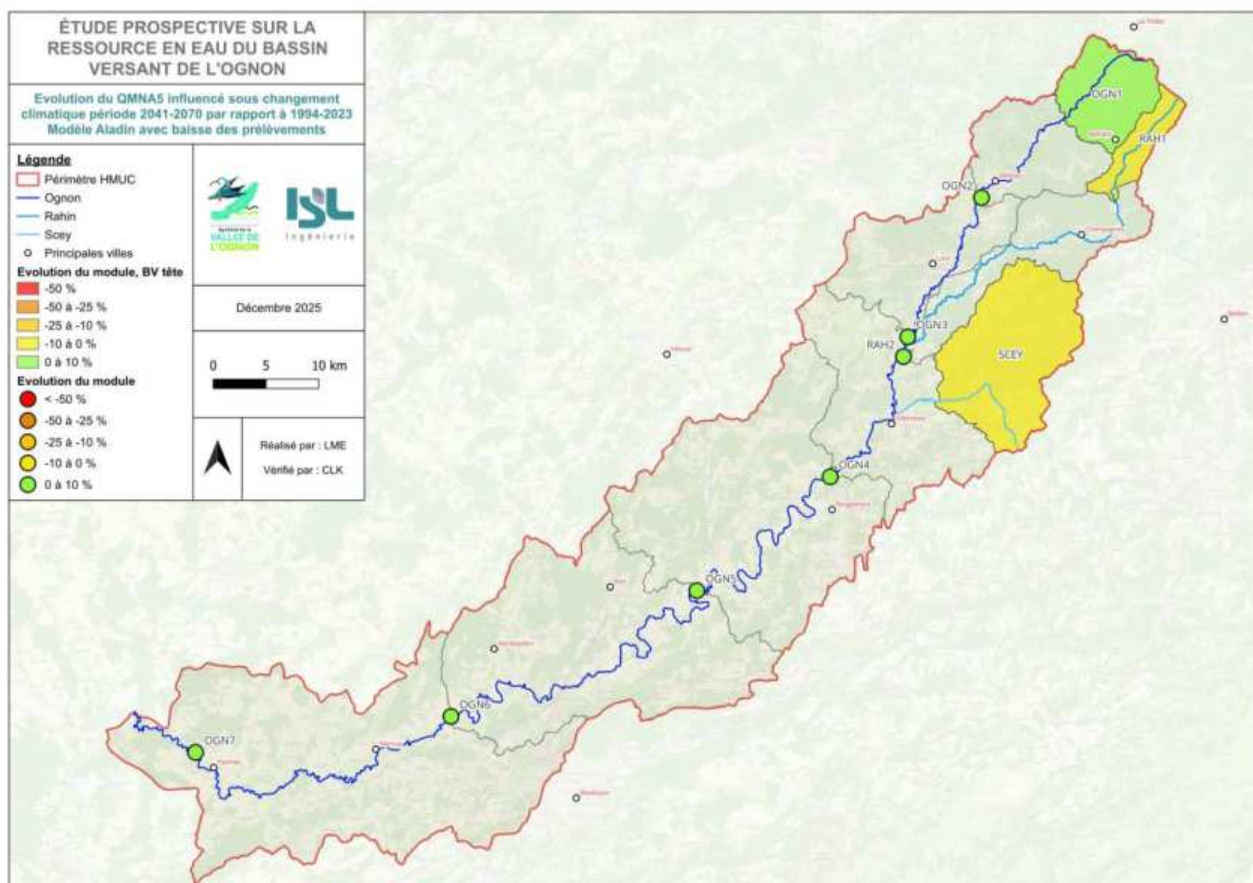 ÉTUDE PROSPECTIVE SUR LA
RESSOURCE EN EAU DU BASSIN
VERSANT DE L'OGNON
Evolution du QMNA5 influencé sous changement
climatique période 2041-2070 par rapport à 1994-2023
Modèle Aladin avec baisse des prélèvements
Légende
Périmètre HMUC
Ognon
Rahin
Scey
Principales villes
Evolution du module, BV tête
-50 %
-50 à -25 %
-25 à -10 %
-10 à 0 %
0 à 10 %
Evolution du module
< -50 %
-50 à -25 %
-25 à -10 %
-10 à 0 %
0 à 10 %
VALLÉE DE
L'OGNON
ISL
Ingénierie
Décembre 2025
0 5 10 km
Réalisé par : LME
Vérifié par : CLK
OGN1
RAH1
OGN2
OGN3
RAH2
SCEY
OGN4
OGN5
OGN6
OGN7